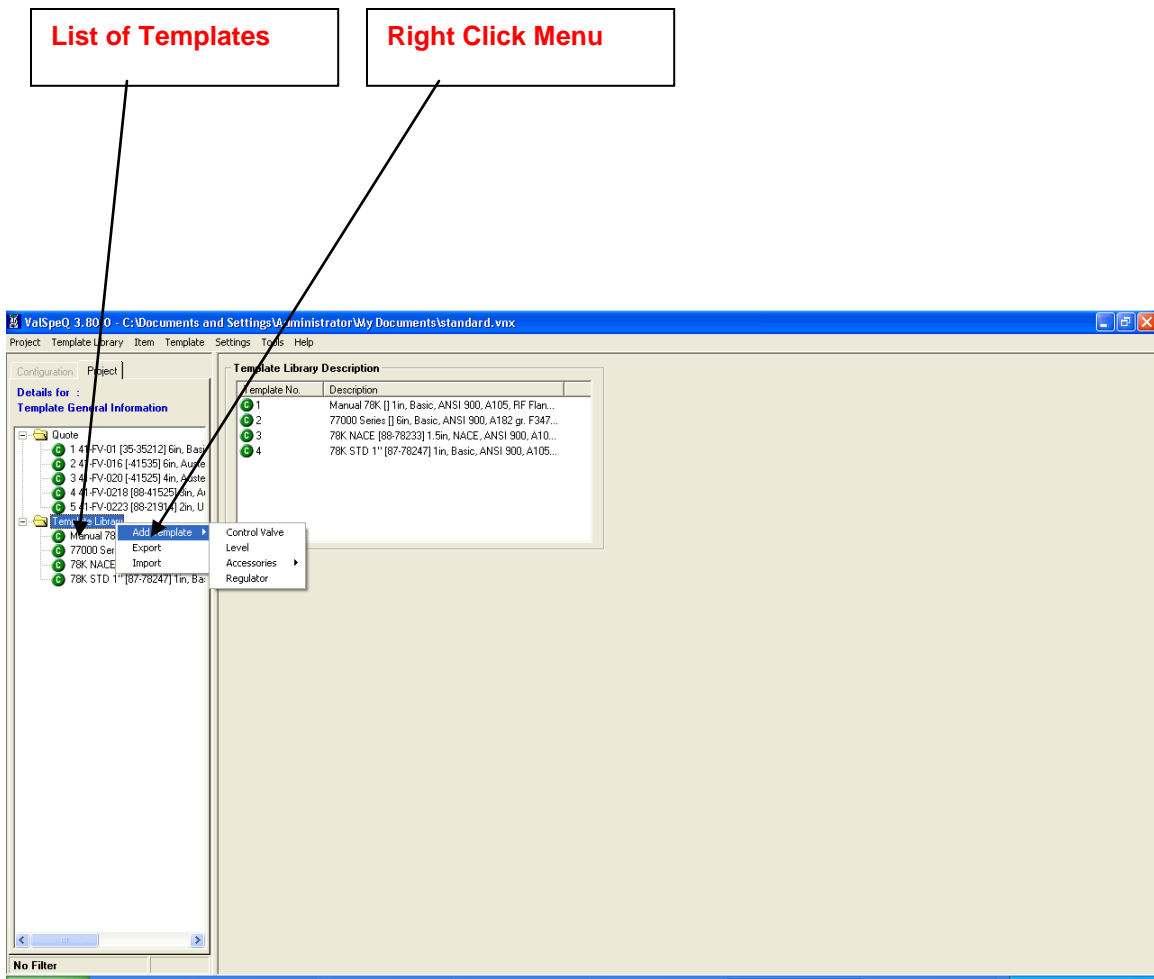 List of Templates
Right Click Menu
ValSpeQ 3.80.0 - C:\Documents and Settings\Administrator\My Documents\standard.vnx
Project Template Library Item Template Settings Tools Help
Configuration Project
Details for :
Template General Information
Quote
1 41-FV-01 [35-35212] 6in, Basi
2 41-FV-016 [-41535] 6in, Auste
3 41-FV-020 [-41525] 4in, Auste
4 41-FV-0218 [88-41525] 3in, Au
5 41-FV-0223 [88-21914] 2in, U
Template Library
Manual 78
77000 Ser
78K NACE
78K STD 1" [87-78247] 1in, Ba
Add Template
Export
Import
Control Valve
Level
Accessories
Regulator
Template Library Description
Template No. Description
1 Manual 78K [] 1in, Basic, ANSI 900, A105, RF Flan...
2 77000 Series [] 6in, Basic, ANSI 900, A182 gr. F347...
3 78K NACE [88-78233] 1.5in, NACE, ANSI 900, A10...
4 78K STD 1" [87-78247] 1in, Basic, ANSI 900, A105...
No Filter